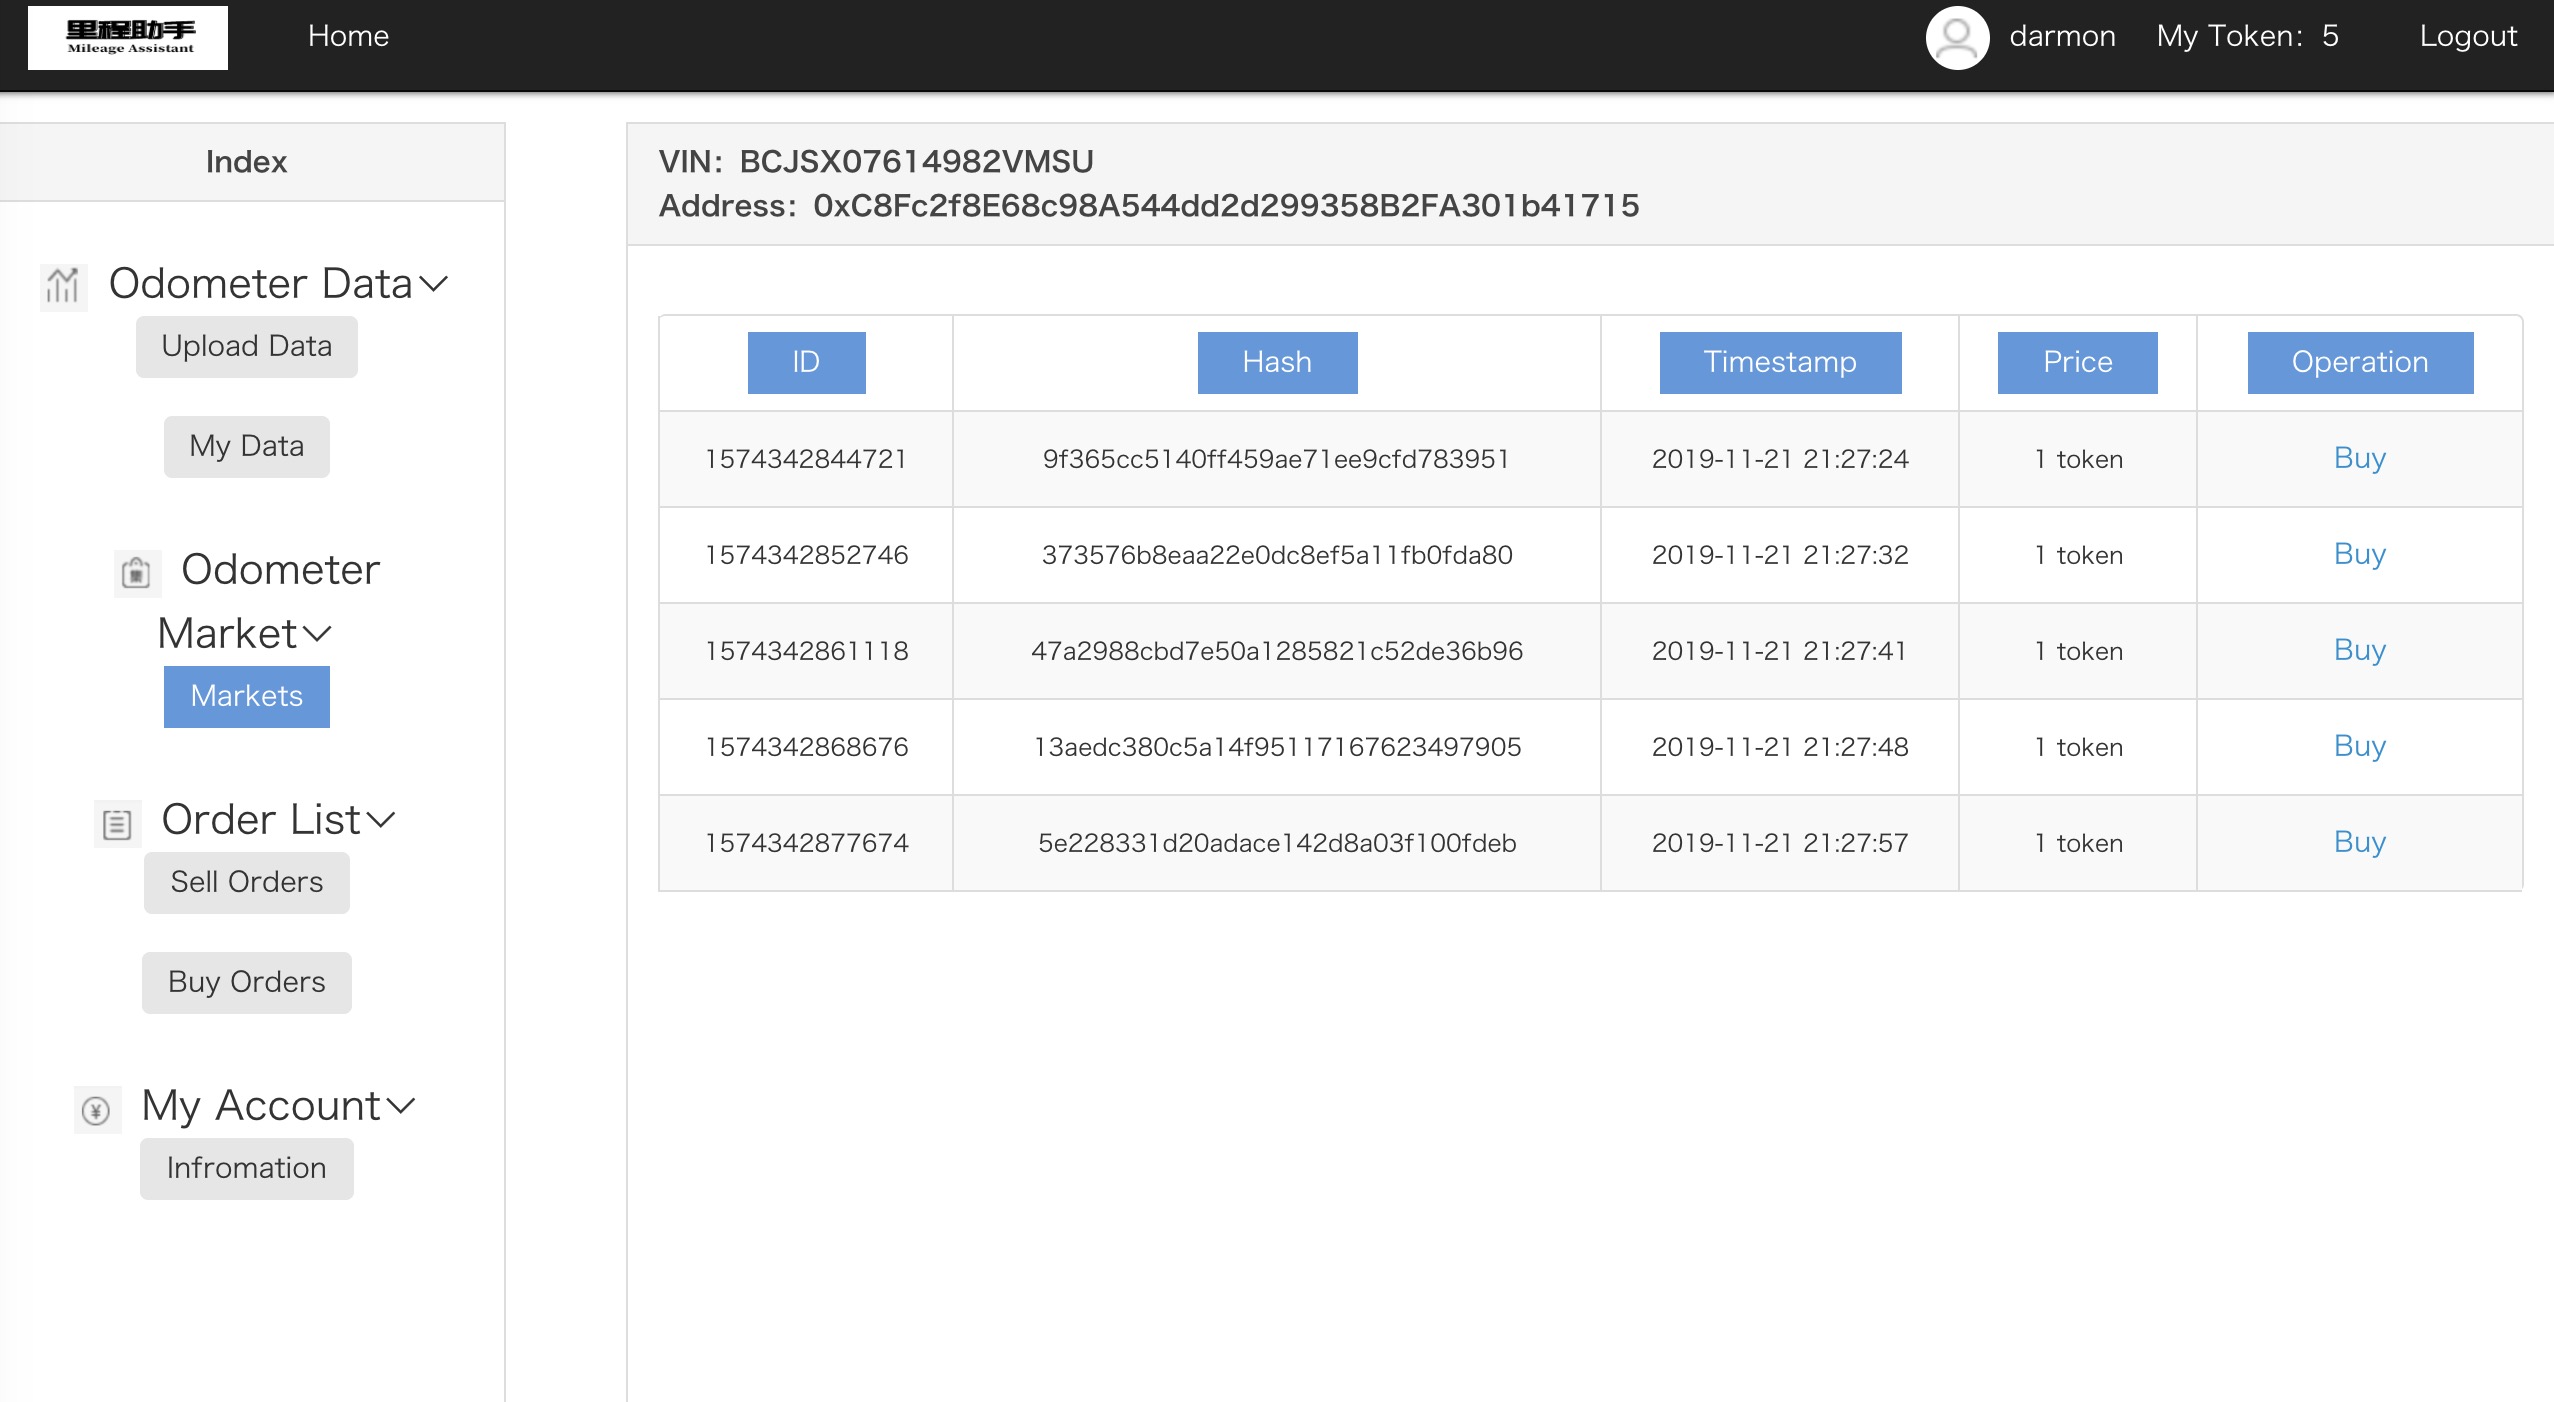 里程助手
Mileage Assistant
Home
darmon
My Token: 5
Logout
Index
Odometer Data
Upload Data
My Data
Odometer
Market
Markets
Order List
Sell Orders
Buy Orders
My Account
Infromation
VIN: BCJSX07614982VMSU
Address: 0xC8Fc2f8E68c98A544dd2d299358B2FA301b41715
ID Hash Timestamp Price Operation
1574342844721 9f365cc5140ff459ae71ee9cfd783951 2019-11-21 21:27:24 1 token Buy
1574342852746 373576b8eaa22e0dc8ef5a11fb0fda80 2019-11-21 21:27:32 1 token Buy
1574342861118 47a2988cbd7e50a1285821c52de36b96 2019-11-21 21:27:41 1 token Buy
1574342868676 13aedc380c5a14f95117167623497905 2019-11-21 21:27:48 1 token Buy
1574342877674 5e228331d20adace142d8a03f100fdeb 2019-11-21 21:27:57 1 token Buy